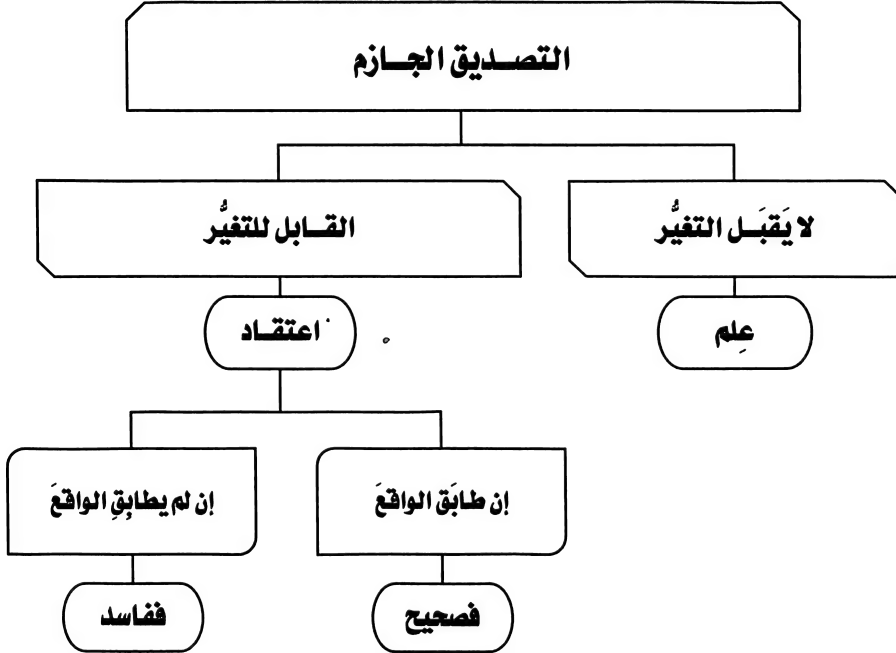 التصديق الجازم
لا يَقبَل التغيُّر
القابل للتغيُّر
عِلم
اعتقاد
إن طابَق الواقعَ
إن لم يطابِقِ الواقعَ
فصحيح
ففاسد